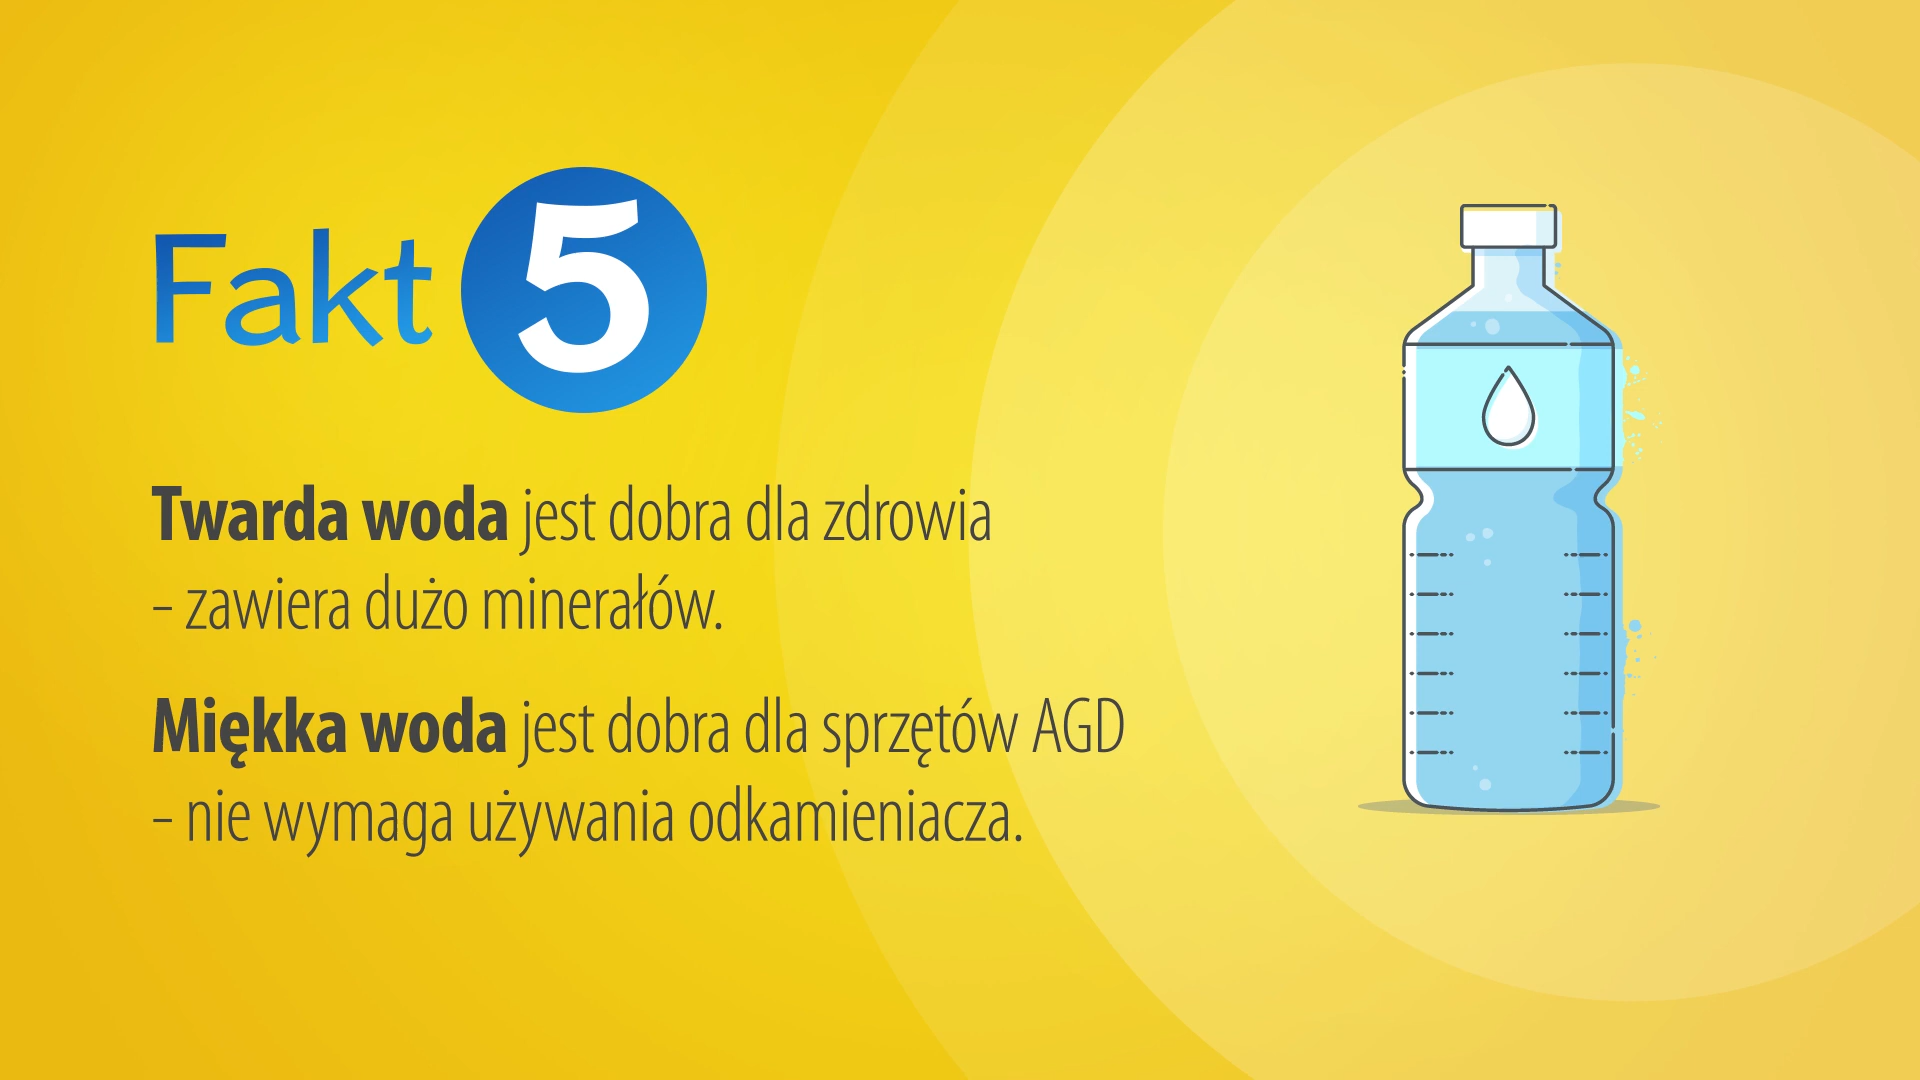 Fakt 5
Twarda woda jest dobra dla zdrowia
– zawiera dużo minerałów.
Miękka woda jest dobra dla sprzętów AGD
– nie wymaga używania odkamieniacza.